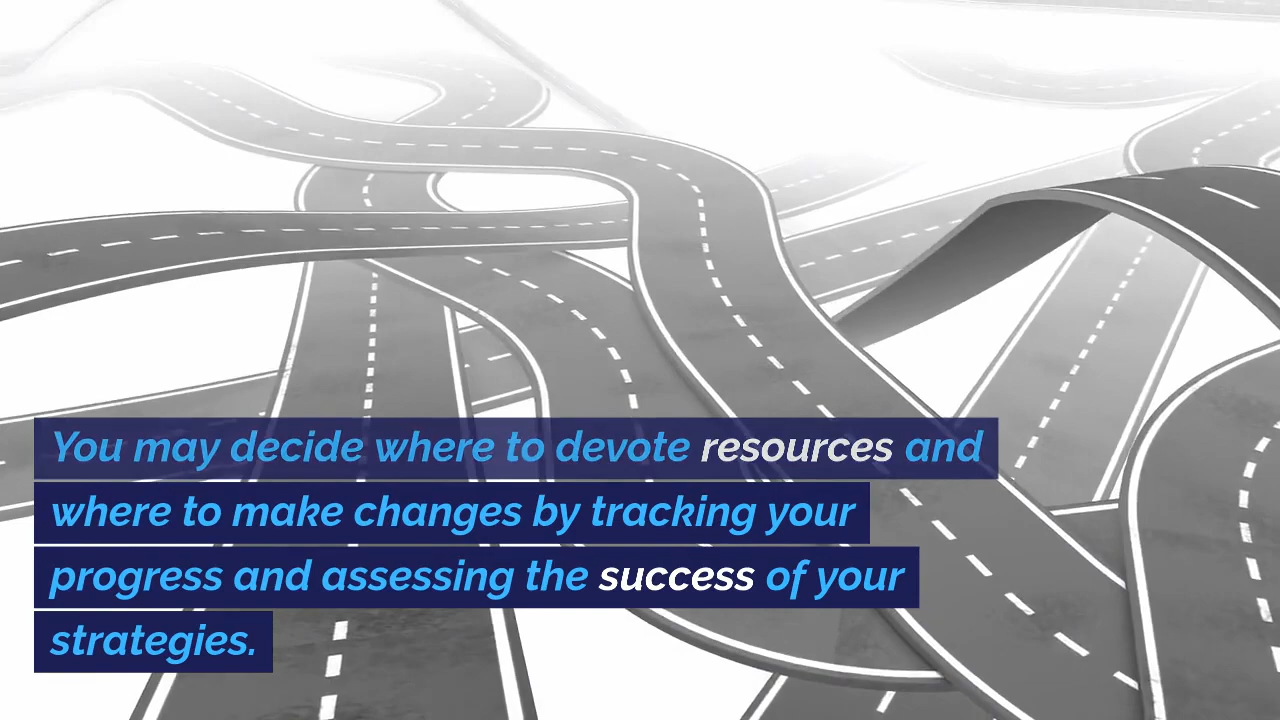 You may decide where to devote resources and
where to make changes by tracking your
progress and assessing the success of your
strategies.